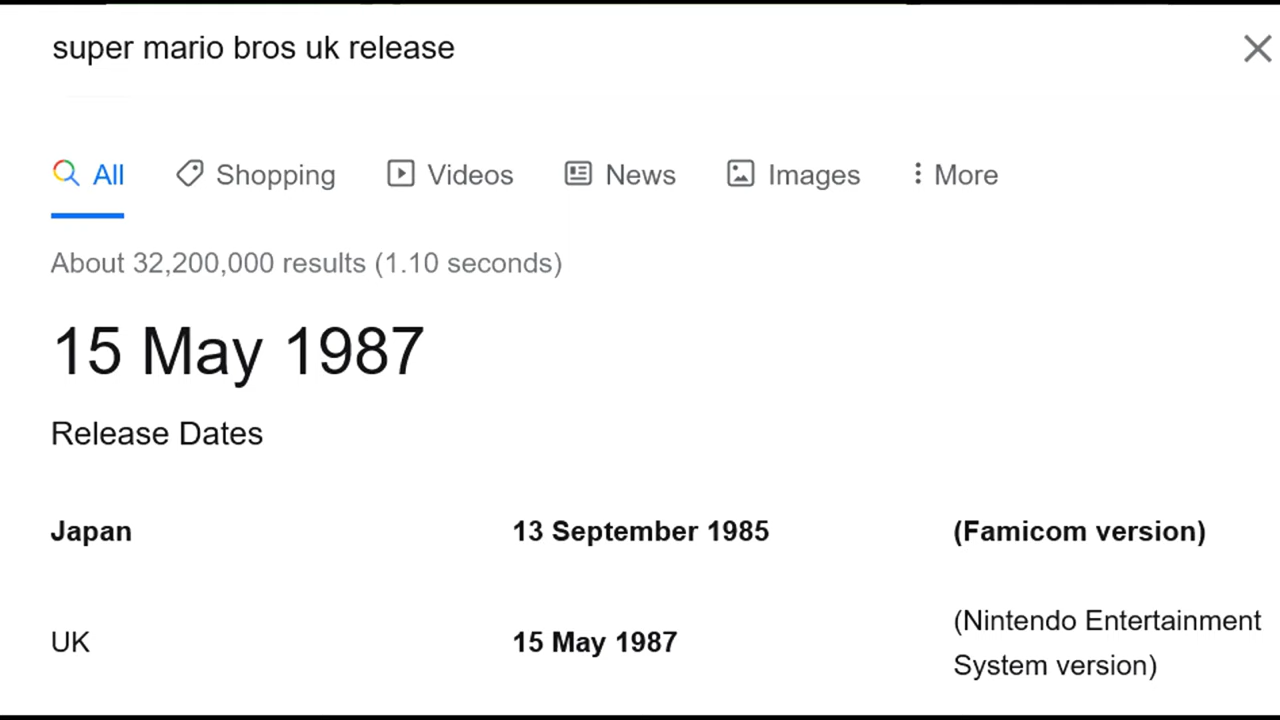 super mario bros uk release
All Shopping Videos News Images More
About 32,200,000 results (1.10 seconds)
15 May 1987
Release Dates
Japan 13 September 1985 (Famicom version)
UK 15 May 1987 (Nintendo Entertainment
System version)